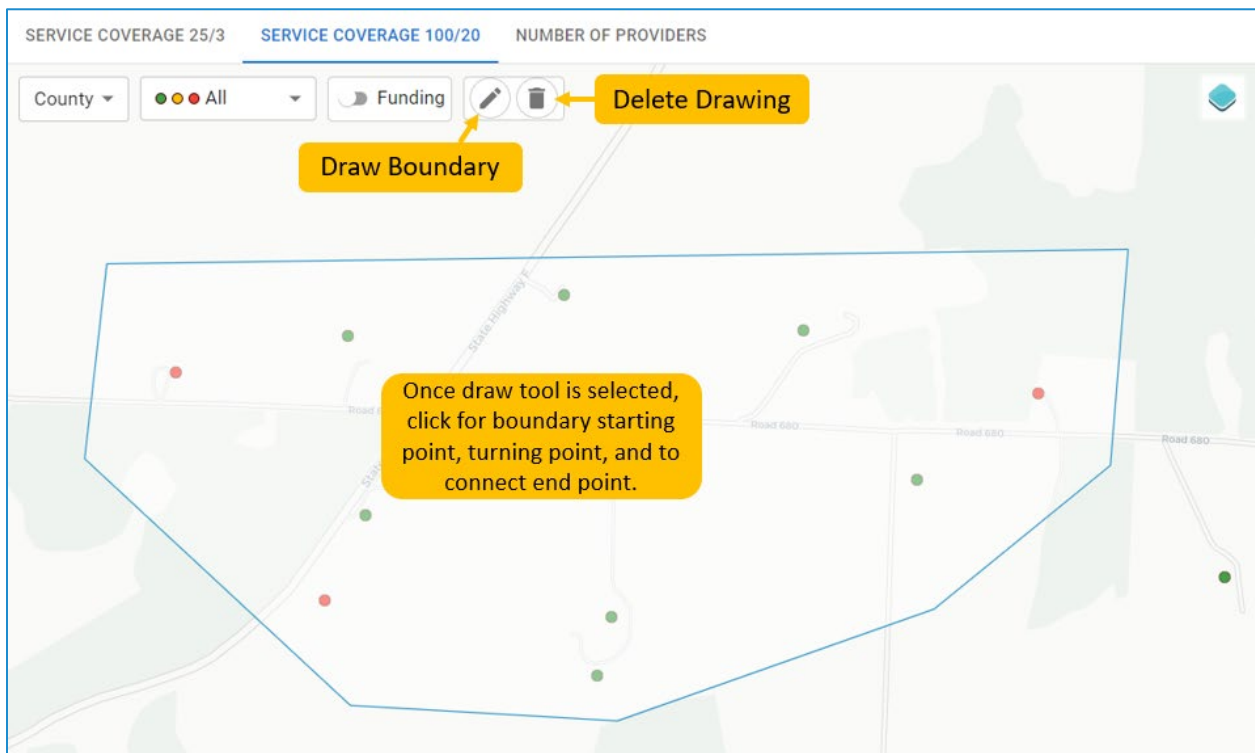 SERVICE COVERAGE 25/3 SERVICE COVERAGE 100/20 NUMBER OF PROVIDERS
County All Funding
Delete Drawing
Draw Boundary
State Highway F
Once draw tool is selected,
click for boundary starting
point, turning point, and to
connect end point.
Road
Road 680
Road 680
Road 680